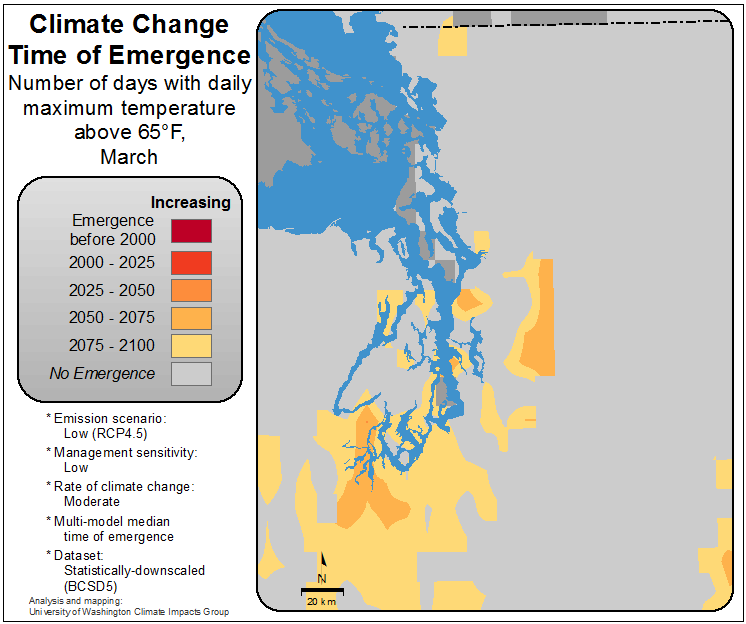 Climate Change
Time of Emergence
Number of days with daily
maximum temperature
above 65°F,
March
Increasing
Emergence
before 2000
2000 - 2025
2025 - 2050
2050 - 2075
2075 - 2100
No Emergence
* Emission scenario:
Low (RCP4.5)
* Management sensitivity:
Low
* Rate of climate change:
Moderate
* Multi-model median
time of emergence
* Dataset:
Statistically-downscaled
(BCSD5)
Analysis and mapping:
University of Washington Climate Impacts Group
N
20 km